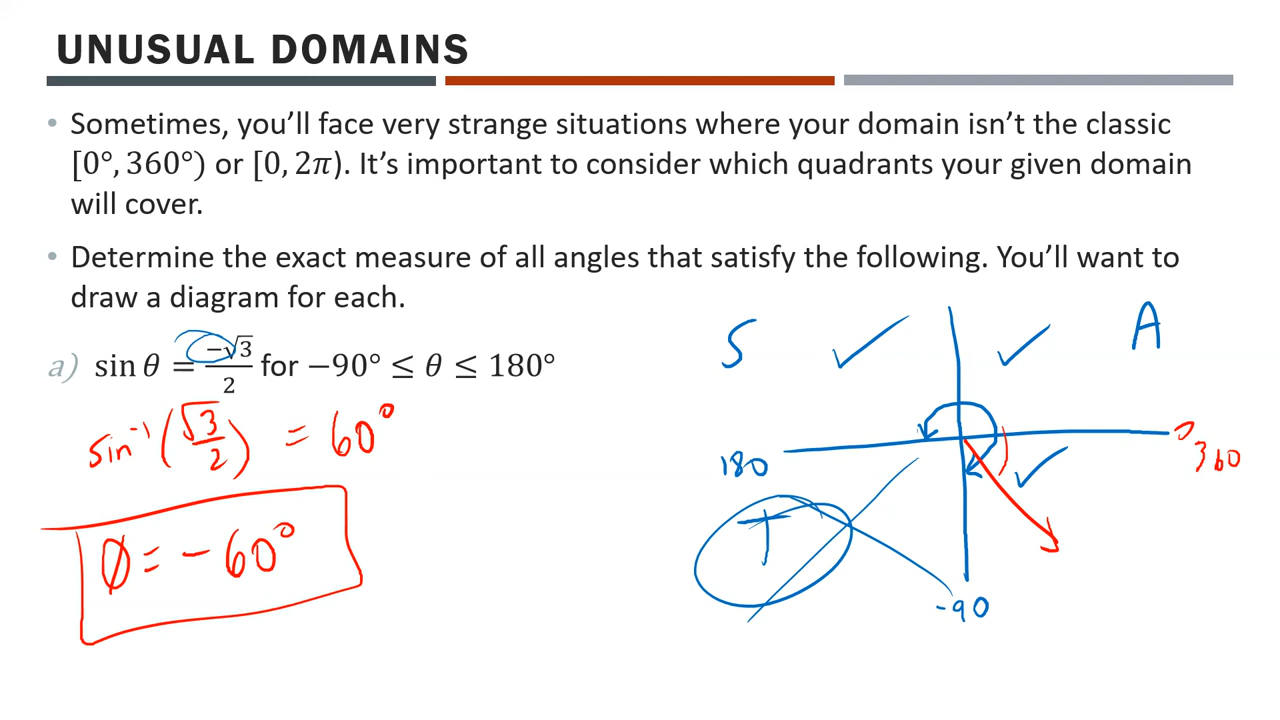 UNUSUAL DOMAINS
• Sometimes, you'll face very strange situations where your domain isn't the classic
[0°, 360°) or [0, 2π). It's important to consider which quadrants your given domain
will cover.
• Determine the exact measure of all angles that satisfy the following. You'll want to
draw a diagram for each.
a) sin θ = −√3/2 for −90° ≤ θ ≤ 180°
sin⁻¹(√3/2) = 60°
θ = −60°
S ✓ ✓ A
180 0 360
✓
T
-90